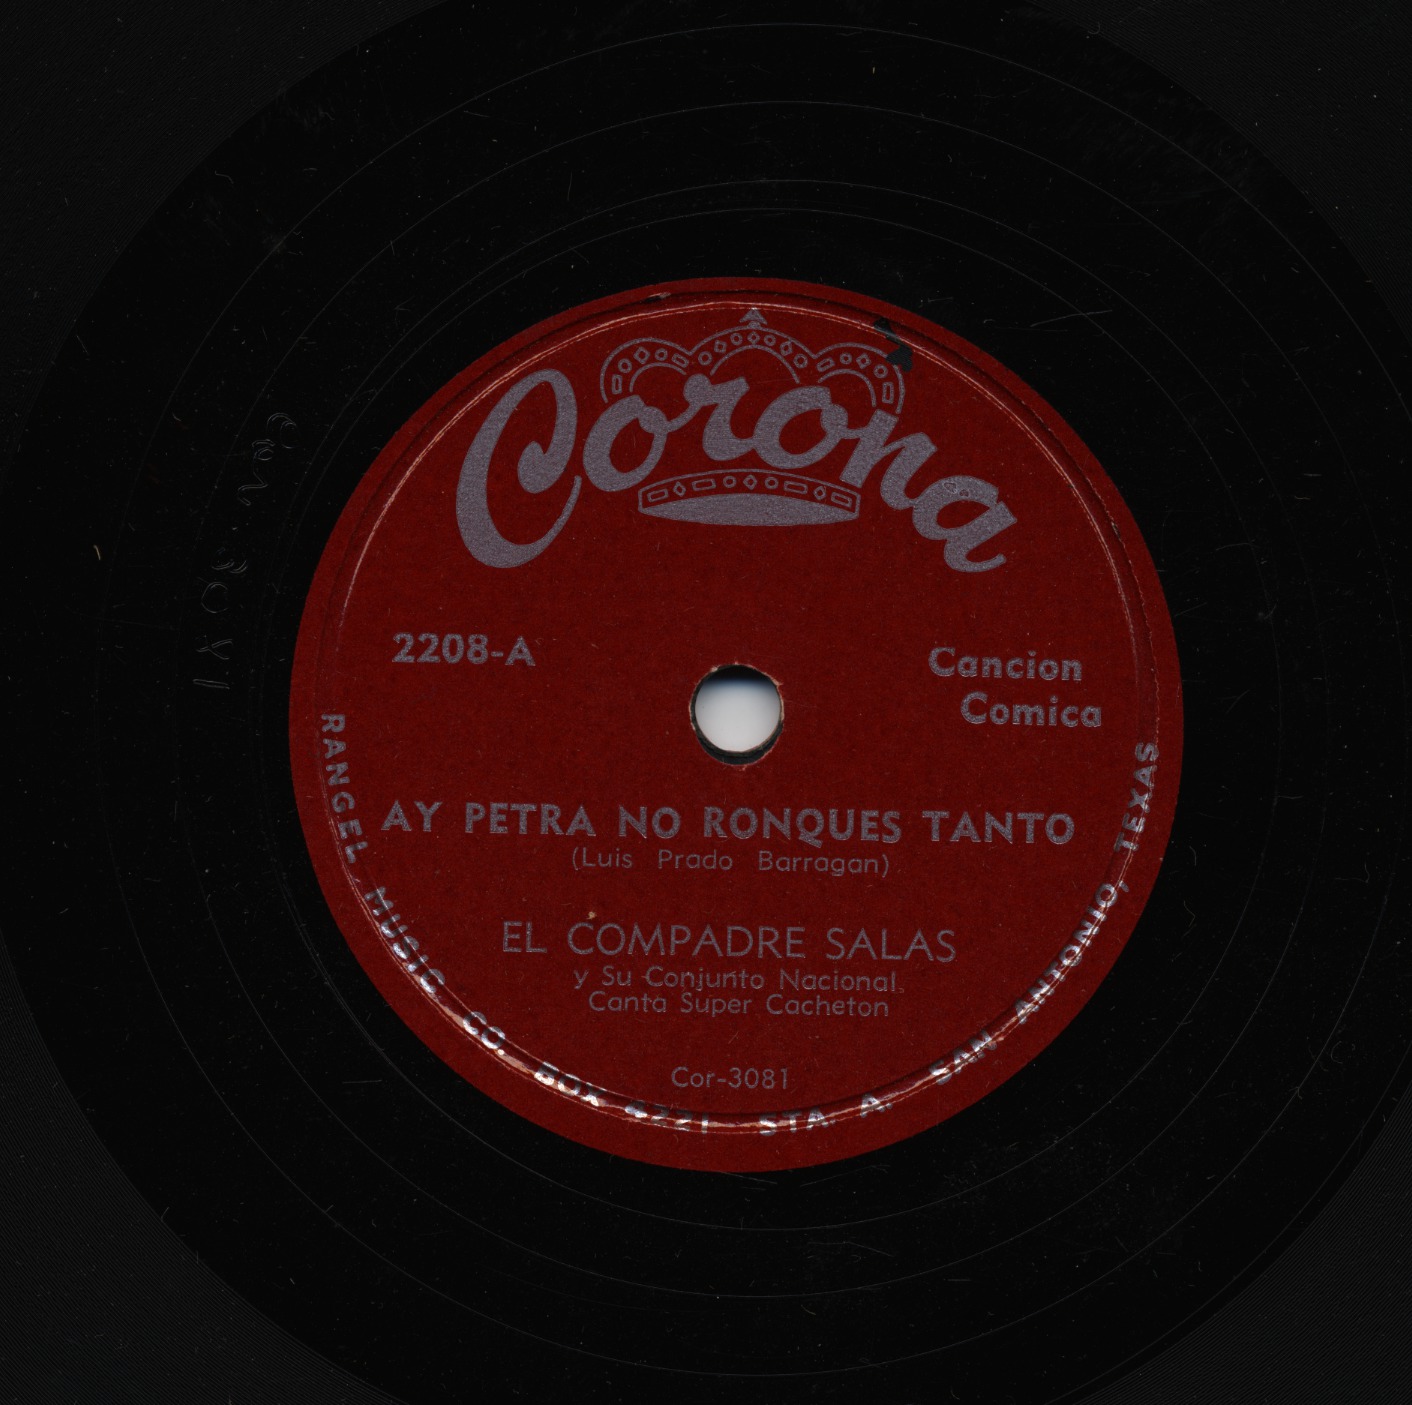 Corona
2208-A
Cancion
Comica
AY PETRA NO RONQUES TANTO
(Luis Prado Barragan)
EL COMPADRE SALAS
y Su Conjunto Nacional
Canta Super Cacheton
Cor-3081
RANGEL MUSIC CO. BOX STA. A. SAN ANTONIO, TEXAS